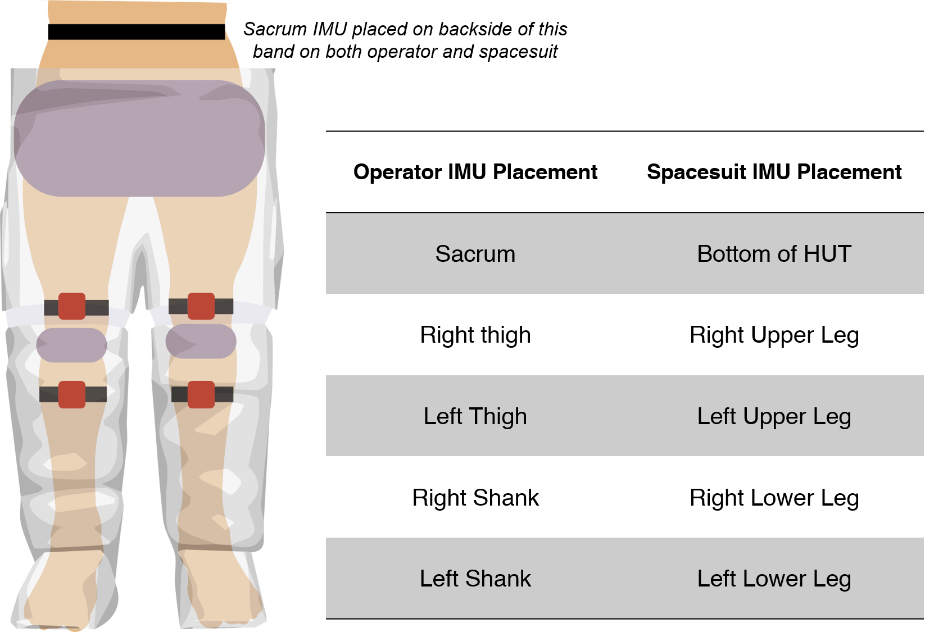 Sacrum IMU placed on backside of this
band on both operator and spacesuit
Operator IMU Placement Spacesuit IMU Placement
Sacrum Bottom of HUT
Right thigh Right Upper Leg
Left Thigh Left Upper Leg
Right Shank Right Lower Leg
Left Shank Left Lower Leg